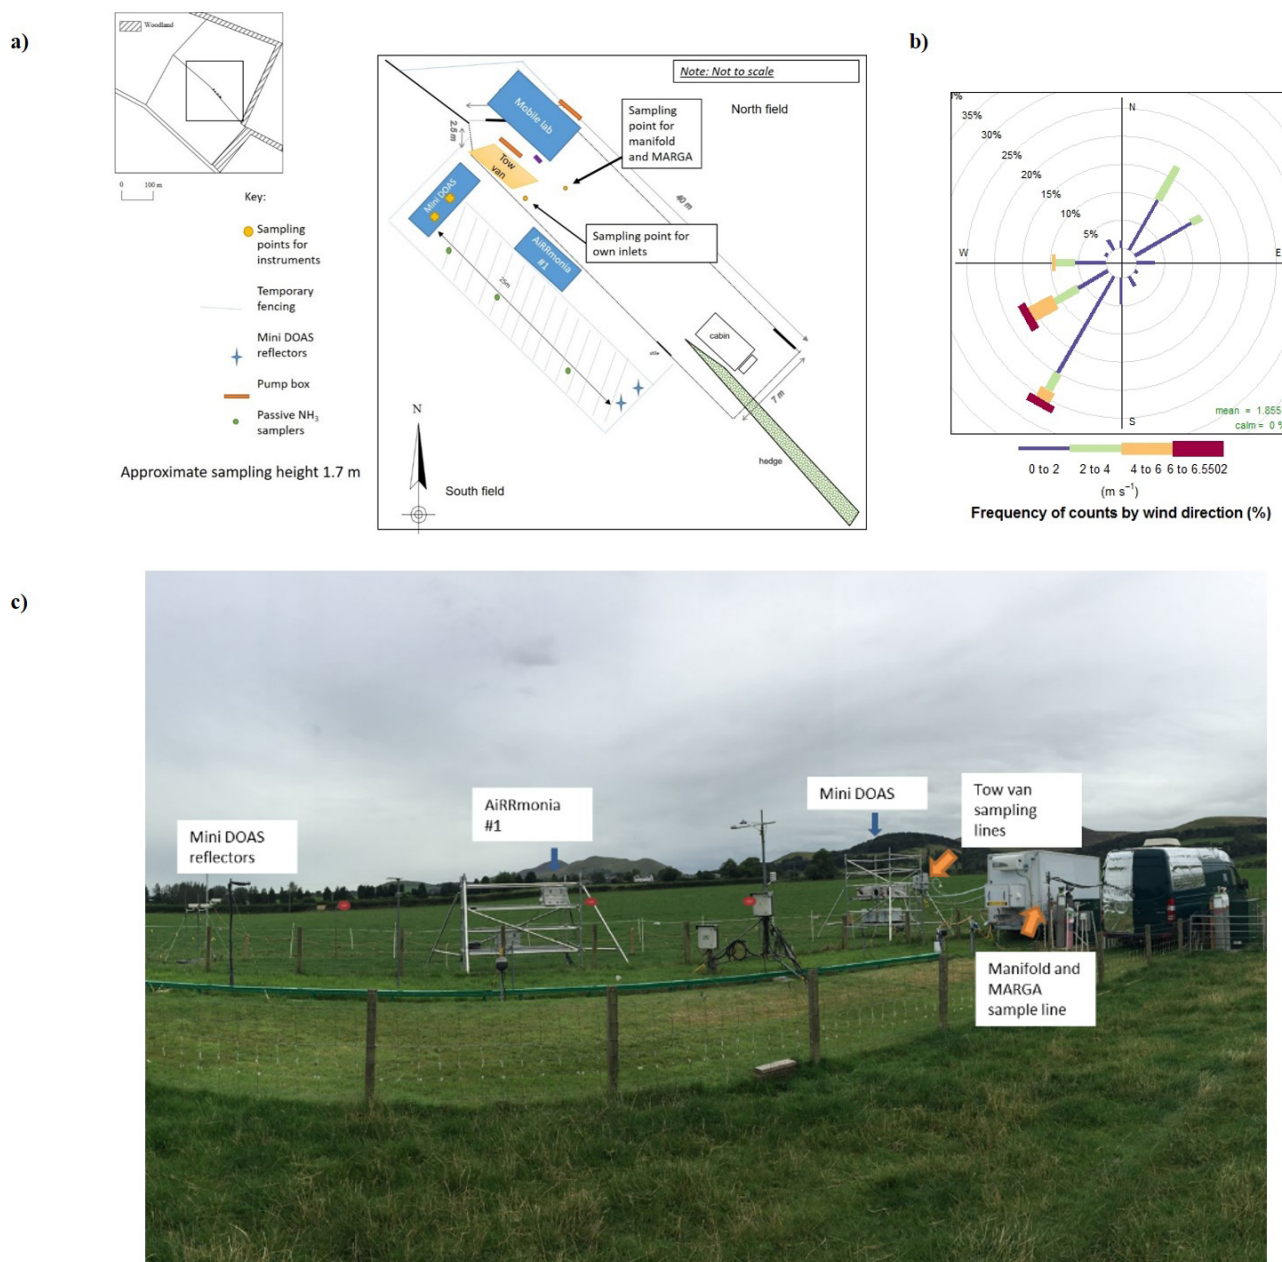 a)
Woodland
0 100 m
Key:
Sampling
points for
instruments
Temporary
fencing
Mini DOAS
reflectors
Pump box
Passive NH₃
samplers
Approximate sampling height 1.7 m
Note: Not to scale
North field
Mobile lab
Sampling
point for
manifold
and MARGA
2.5 m
Tow
van
Mini DOAS
40 m
Sampling point for
own inlets
AiRRmonia
#1
25m
cabin
7 m
hedge
N
South field
b)
35%
30%
25%
20%
15%
10%
5%
N
W
E
S
mean = 1.855
calm = 0 %
0 to 2 2 to 4 4 to 6 6 to 6.5502
(m s⁻¹)
Frequency of counts by wind direction (%)
c)
Mini DOAS
reflectors
AiRRmonia
#1
Mini DOAS
Tow van
sampling
lines
Manifold and
MARGA
sample line